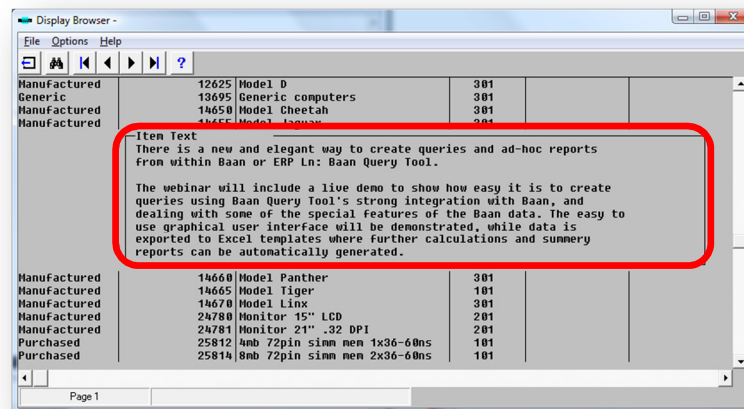 Display Browser -
File Options Help
Manufactured 12625 Model D 301
Generic 13695 Generic computers 301
Manufactured 14650 Model Cheetah 301
Manufactured 14655 Model Jaguar 301
Item Text
There is a new and elegant way to create queries and ad-hoc reports
from within Baan or ERP Ln: Baan Query Tool.
The webinar will include a live demo to show how easy it is to create
queries using Baan Query Tool's strong integration with Baan, and
dealing with some of the special features of the Baan data. The easy to
use graphical user interface will be demonstrated, while data is
exported to Excel templates where further calculations and summery
reports can be automatically generated.
Manufactured 14660 Model Panther 301
Manufactured 14665 Model Tiger 101
Manufactured 14670 Model Linx 301
Manufactured 24780 Monitor 15" LCD 201
Manufactured 24781 Monitor 21" .32 DPI 201
Purchased 25812 4mb 72pin simm mem 1x36-60ns 101
Purchased 25814 8mb 72pin simm mem 2x36-60ns 101
Page 1